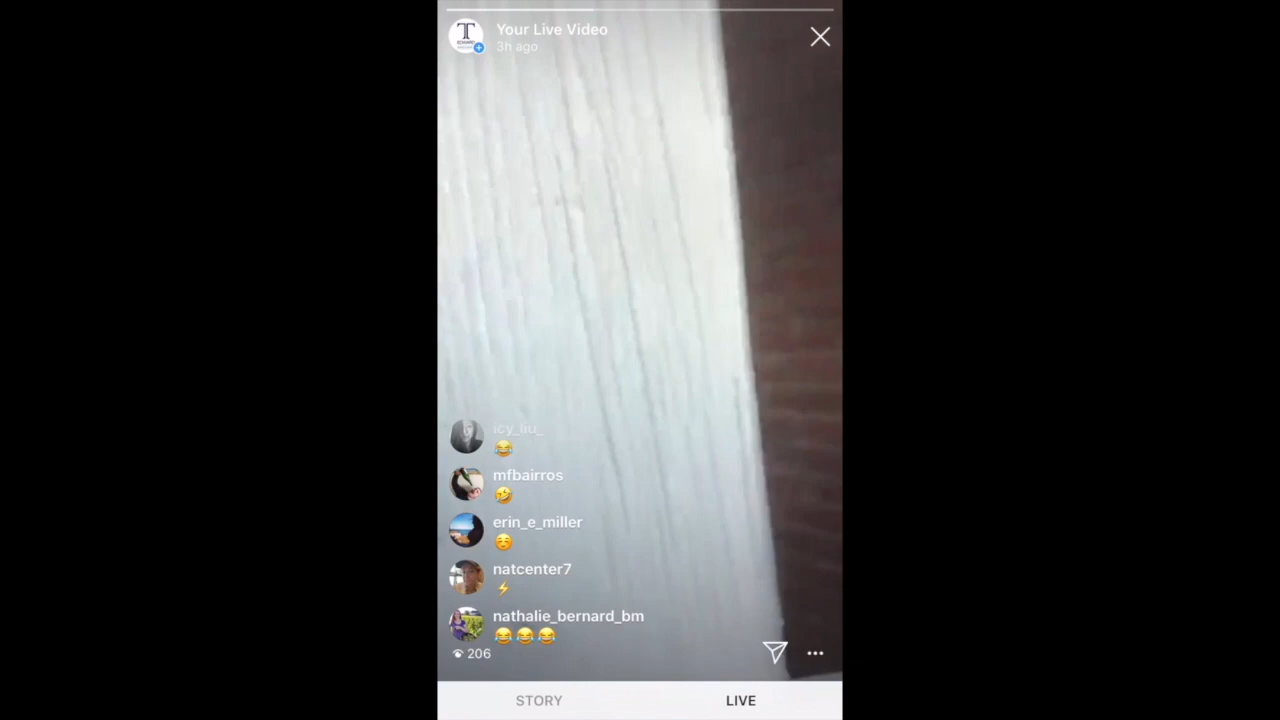 T
Your Live Video
3h ago
icy_liu_
😂
mfbairros
🤣
erin_e_miller
☺️
natcenter7
⚡
nathalie_bernard_bm
😂😂😂
206
STORY
LIVE